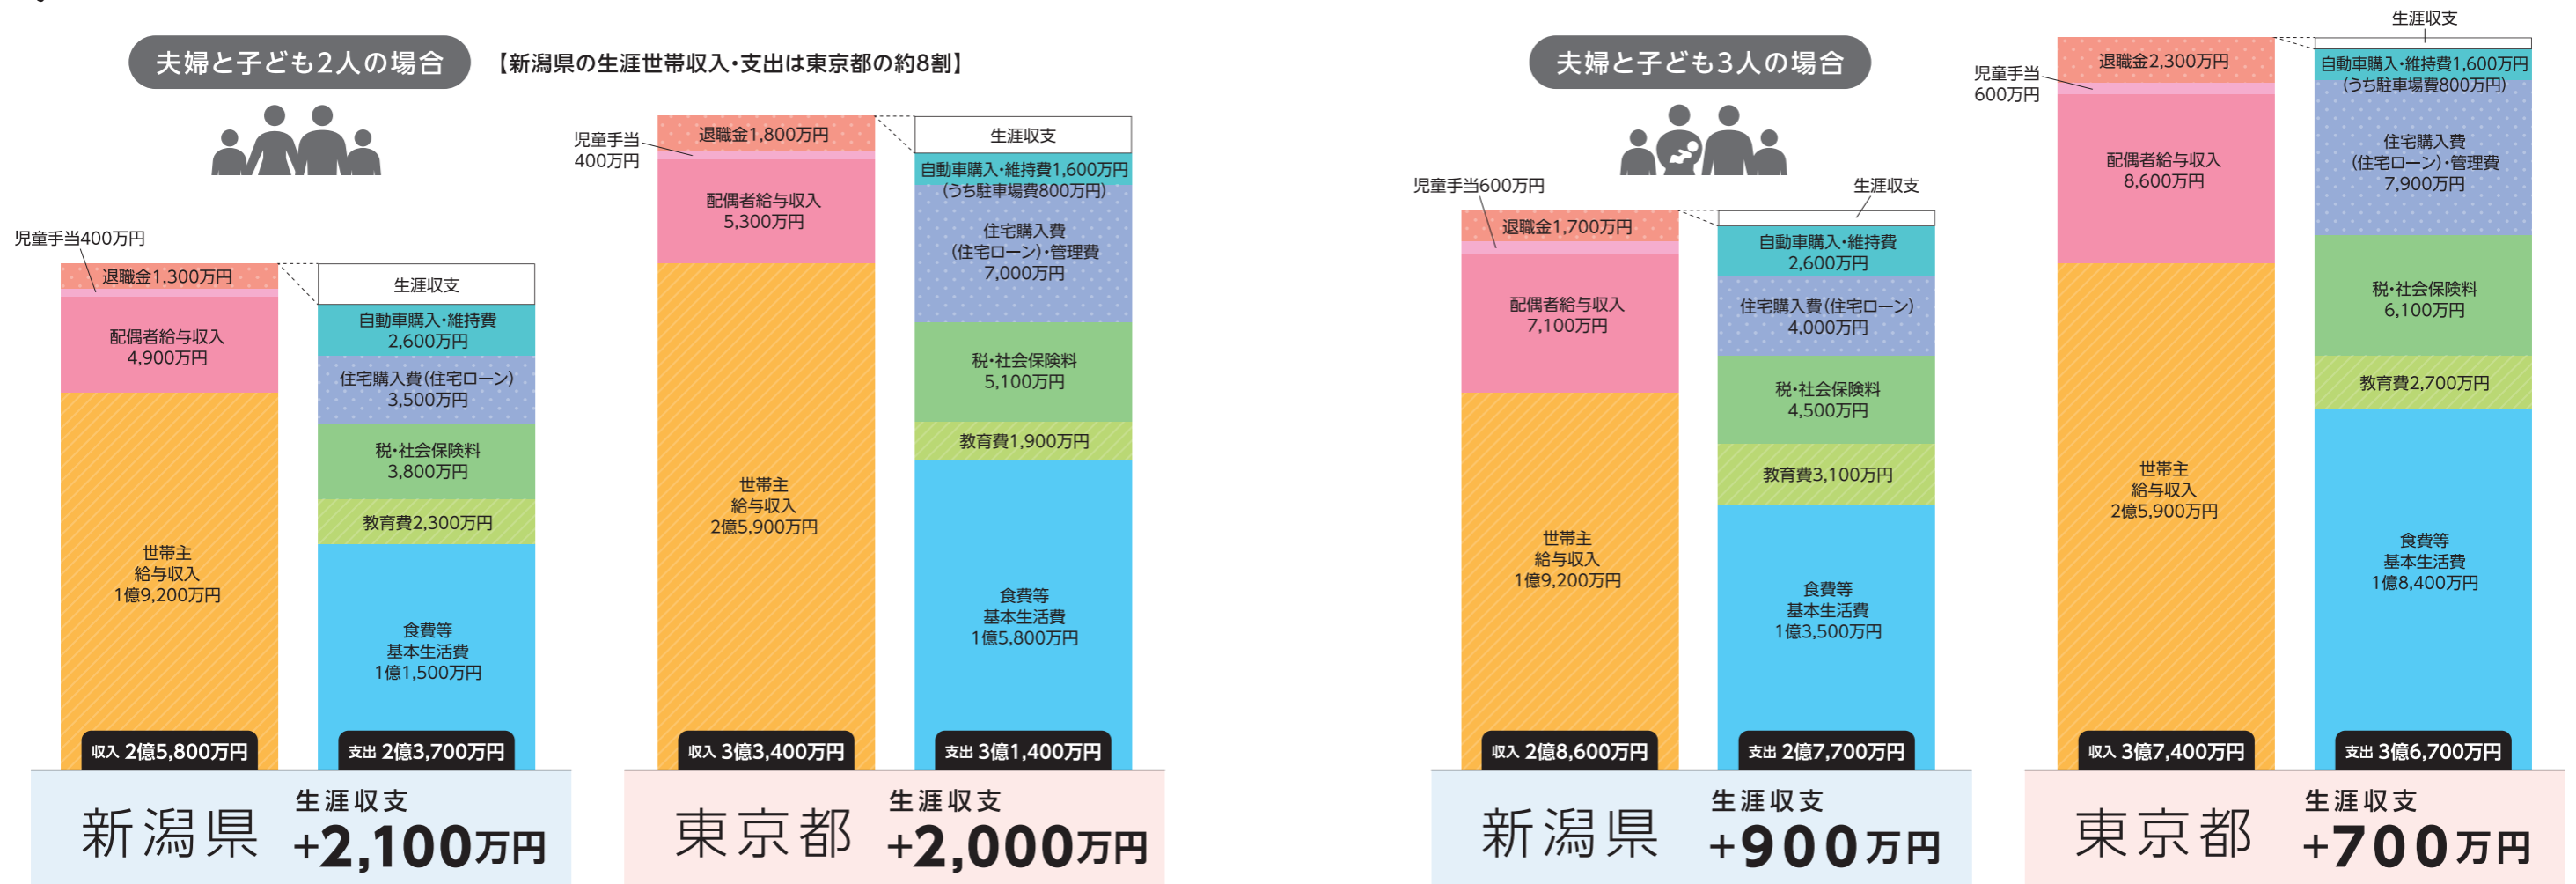 夫婦と子ども2人の場合
【新潟県の生涯世帯収入・支出は東京都の約8割】
児童手当400万円
退職金1,300万円
配偶者給与収入
4,900万円
世帯主
給与収入
1億9,200万円
収入 2億5,800万円
生涯収支
自動車購入・維持費
2,600万円
住宅購入費(住宅ローン)
3,500万円
税・社会保険料
3,800万円
教育費2,300万円
食費等
基本生活費
1億1,500万円
支出 2億3,700万円
新潟県
生涯収支
+2,100万円
児童手当
400万円
退職金1,800万円
配偶者給与収入
5,300万円
世帯主
給与収入
2億5,900万円
収入 3億3,400万円
生涯収支
自動車購入・維持費1,600万円
(うち駐車場費800万円)
住宅購入費
(住宅ローン)・管理費
7,000万円
税・社会保険料
5,100万円
教育費1,900万円
食費等
基本生活費
1億5,800万円
支出 3億1,400万円
東京都
生涯収支
+2,000万円
夫婦と子ども3人の場合
児童手当600万円
退職金1,700万円
配偶者給与収入
7,100万円
世帯主
給与収入
1億9,200万円
収入 2億8,600万円
生涯収支
自動車購入・維持費
2,600万円
住宅購入費(住宅ローン)
4,000万円
税・社会保険料
4,500万円
教育費3,100万円
食費等
基本生活費
1億3,500万円
支出 2億7,700万円
新潟県
生涯収支
+900万円
児童手当
600万円
退職金2,300万円
配偶者給与収入
8,600万円
世帯主
給与収入
2億5,900万円
収入 3億7,400万円
生涯収支
自動車購入・維持費1,600万円
(うち駐車場費800万円)
住宅購入費
(住宅ローン)・管理費
7,900万円
税・社会保険料
6,100万円
教育費2,700万円
食費等
基本生活費
1億8,400万円
支出 3億6,700万円
東京都
生涯収支
+700万円